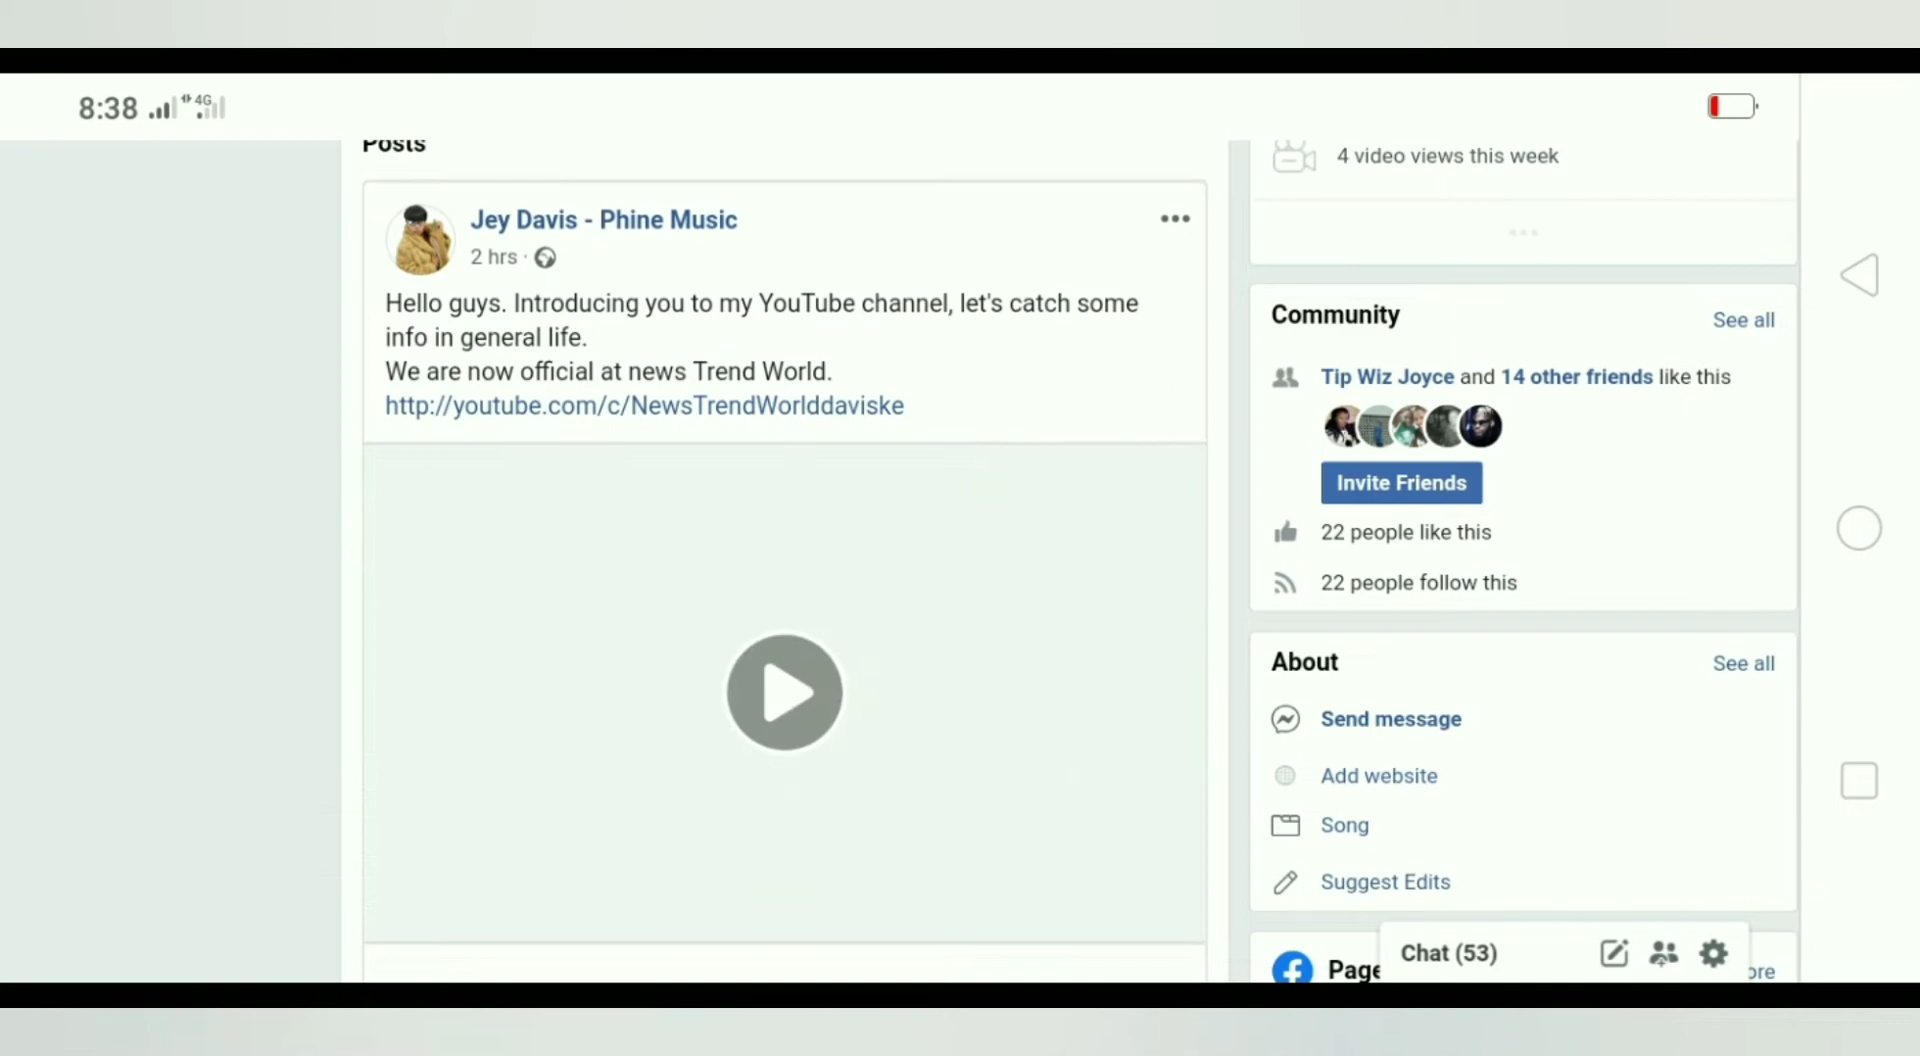 8:38
4G
Posts
Jey Davis - Phine Music
2 hrs ·
Hello guys. Introducing you to my YouTube channel, let's catch some
info in general life.
We are now official at news Trend World.
http://youtube.com/c/NewsTrendWorlddaviske
4 video views this week
Community
See all
Tip Wiz Joyce and 14 other friends like this
Invite Friends
22 people like this
22 people follow this
About
See all
Send message
Add website
Song
Suggest Edits
Chat (53)
Page
ore